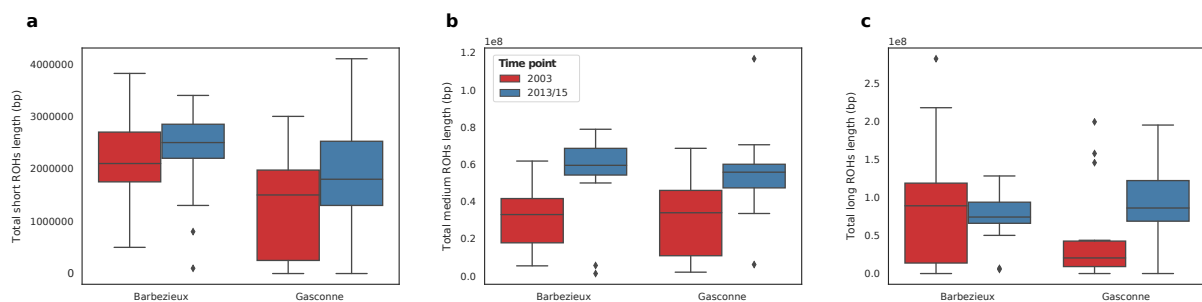 a
Total short ROHs length (bp)
4000000
3000000
2000000
1000000
0
Barbezieux
Gasconne
b
1e8
Total medium ROHs length (bp)
1.2
1.0
0.8
0.6
0.4
0.2
0.0
Time point
2003
2013/15
Barbezieux
Gasconne
c
1e8
Total long ROHs length (bp)
2.5
2.0
1.5
1.0
0.5
0.0
Barbezieux
Gasconne